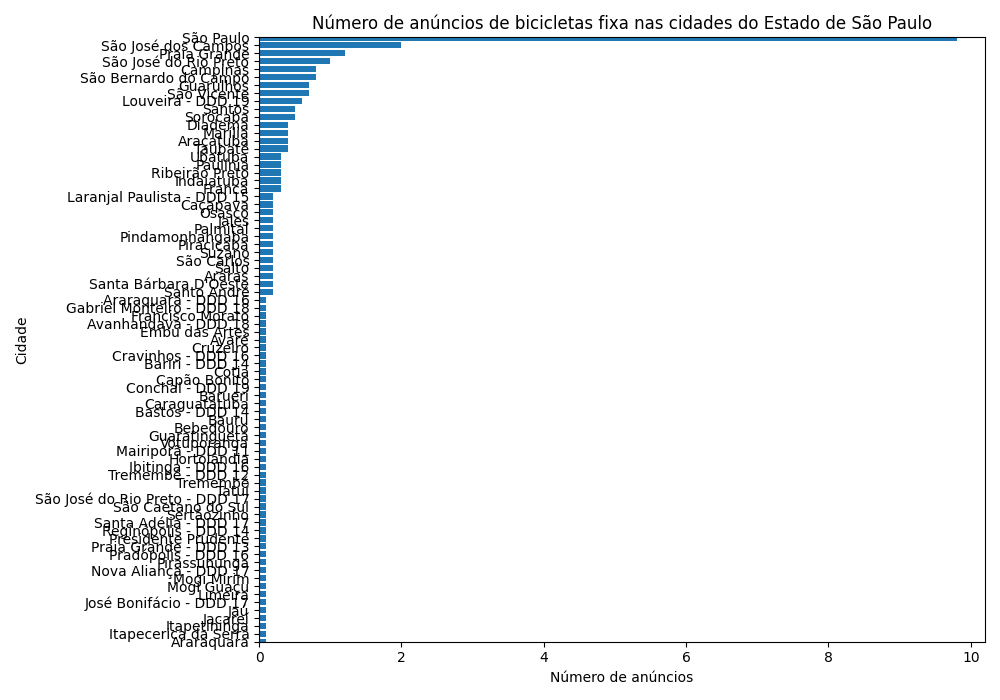 Número de anúncios de bicicletas fixa nas cidades do Estado de São Paulo
São Paulo
São José dos Campos
Praia Grande
São José do Rio Preto
Campinas
São Bernardo do Campo
Guarulhos
São Vicente
Louveira - DDD 19
Santos
Sorocaba
Diadema
Marília
Araçatuba
Taubaté
Ubatuba
Paulínia
Ribeirão Preto
Indaiatuba
Franca
Laranjal Paulista - DDD 15
Caçapava
Osasco
Jales
Palmital
Pindamonhangaba
Piracicaba
Suzano
São Carlos
Salto
Araras
Santa Bárbara D'Oeste
Santo André
Araraquara - DDD 16
Gabriel Monteiro - DDD 18
Francisco Morato
Avanhandava - DDD 18
Embu das Artes
Avaré
Cruzeiro
Cravinhos - DDD 16
Bariri - DDD 14
Cotia
Capão Bonito
Conchal - DDD 19
Barueri
Caraguatatuba
Bastos - DDD 14
Bauru
Bebedouro
Guaratinguetá
Votuporanga
Mairiporã - DDD 11
Hortolândia
Ibitinga - DDD 16
Tremembé - DDD 12
Tremembé
Tatuí
São José do Rio Preto - DDD 17
São Caetano do Sul
Sertãozinho
Santa Adélia - DDD 17
Reginópolis - DDD 14
Presidente Prudente
Praia Grande - DDD 13
Pradópolis - DDD 16
Pirassununga
Nova Aliança - DDD 17
Mogi Mirim
Mogi Guaçu
Limeira
José Bonifácio - DDD 17
Jaú
Jacareí
Itapetininga
Itapecerica da Serra
Araraquara
Cidade
0 2 4 6 8 10
Número de anúncios